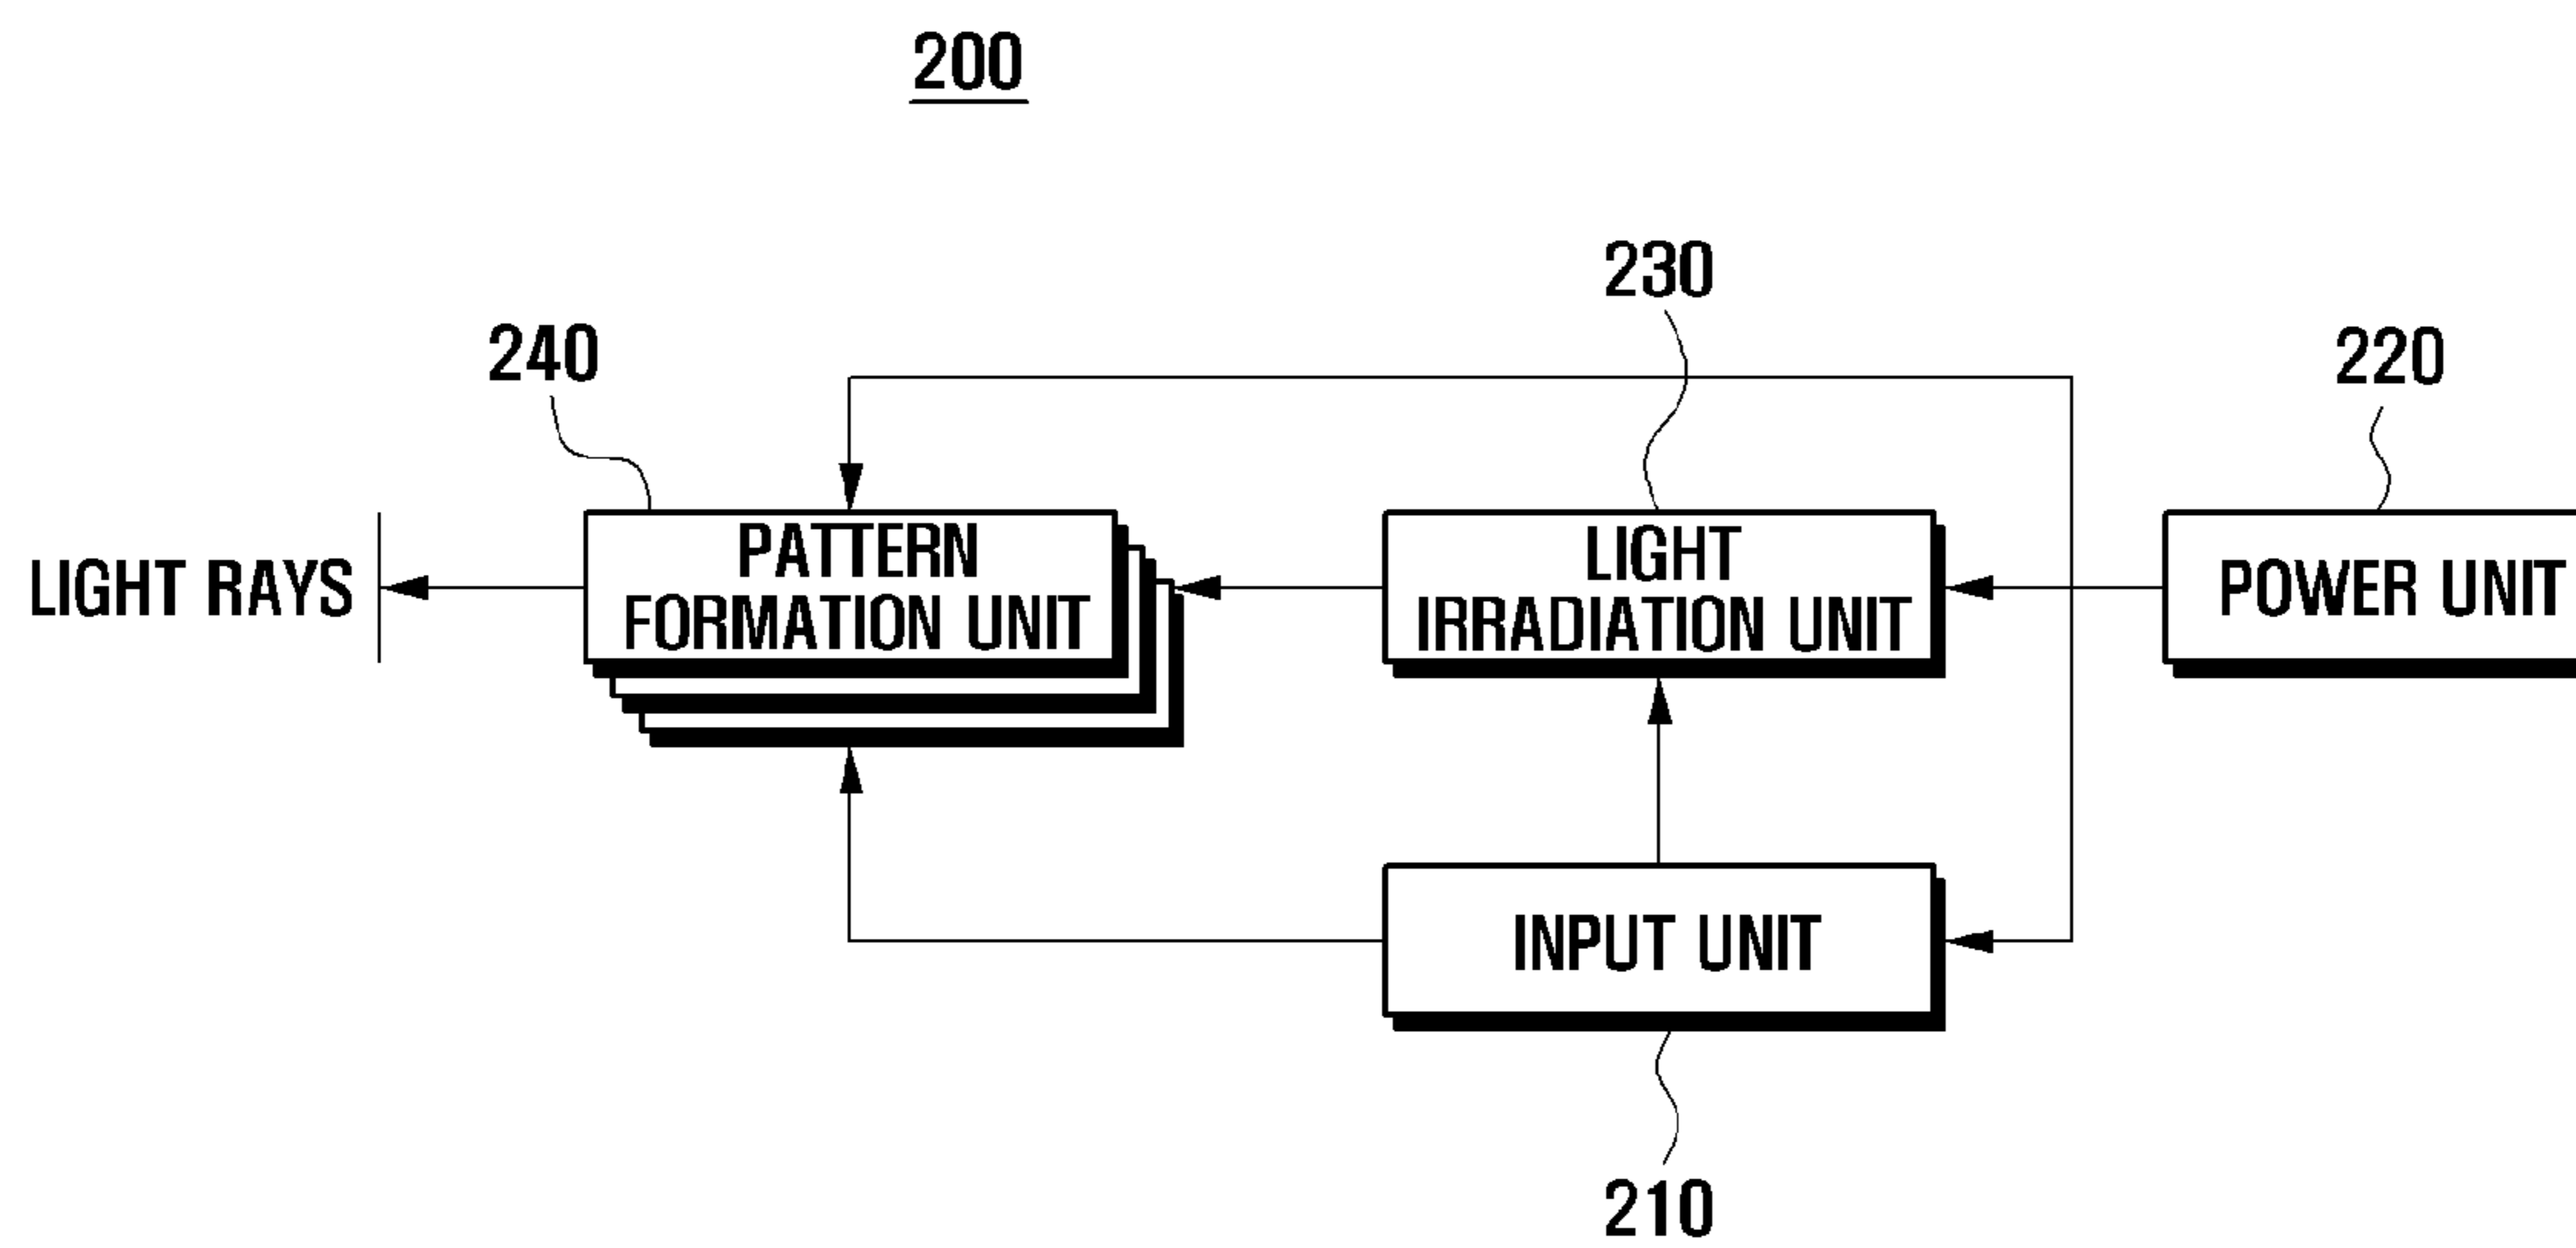 200
230
240
220
PATTERN
FORMATION UNIT
LIGHT
IRRADIATION UNIT
POWER UNIT
LIGHT RAYS
INPUT UNIT
210